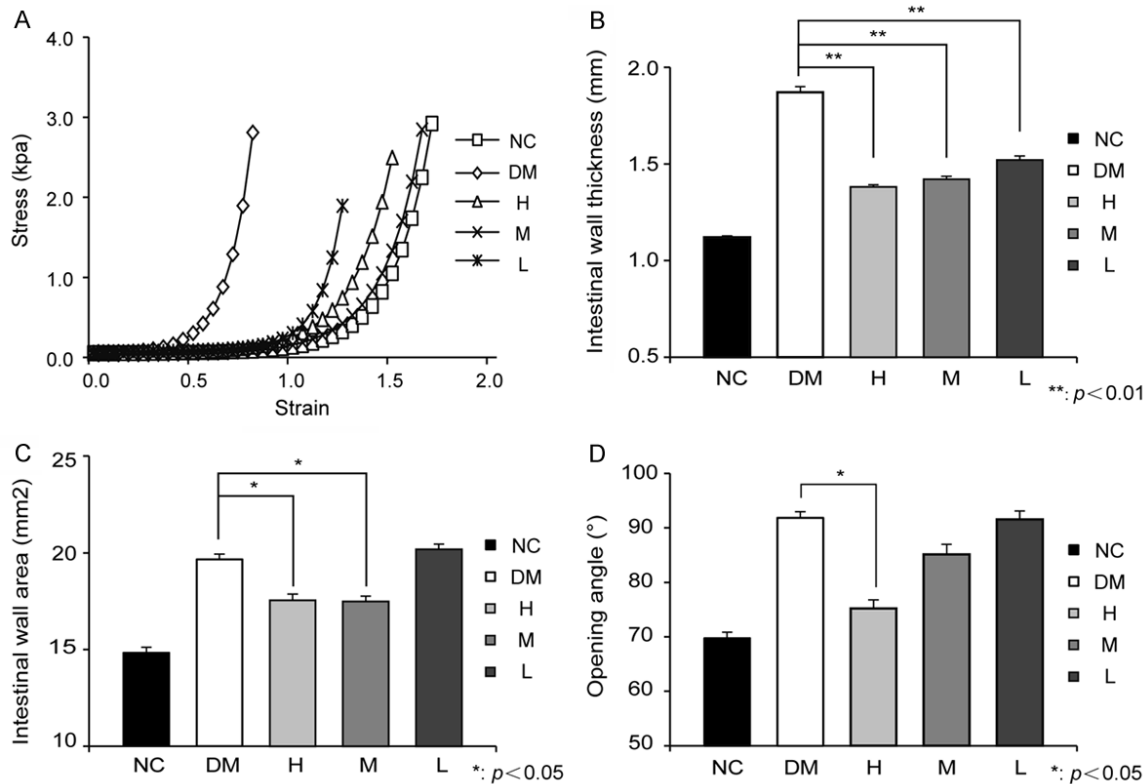 A
Stress (kpa)
4.0
3.0
2.0
1.0
0.0
0.0 0.5 1.0 1.5 2.0
Strain
NC
DM
H
M
L
B
Intestinal wall thickness (mm)
2.0
1.5
1.0
0.5
**
**
**
NC DM H M L
NC
DM
H
M
L
**: p<0.01
C
Intestinal wall area (mm2)
25
20
15
10
*
*
NC DM H M L
NC
DM
H
M
L
*: p<0.05
D
Opening angle (°)
100
90
80
70
60
50
*
NC DM H M L
NC
DM
H
M
L
*: p<0.05